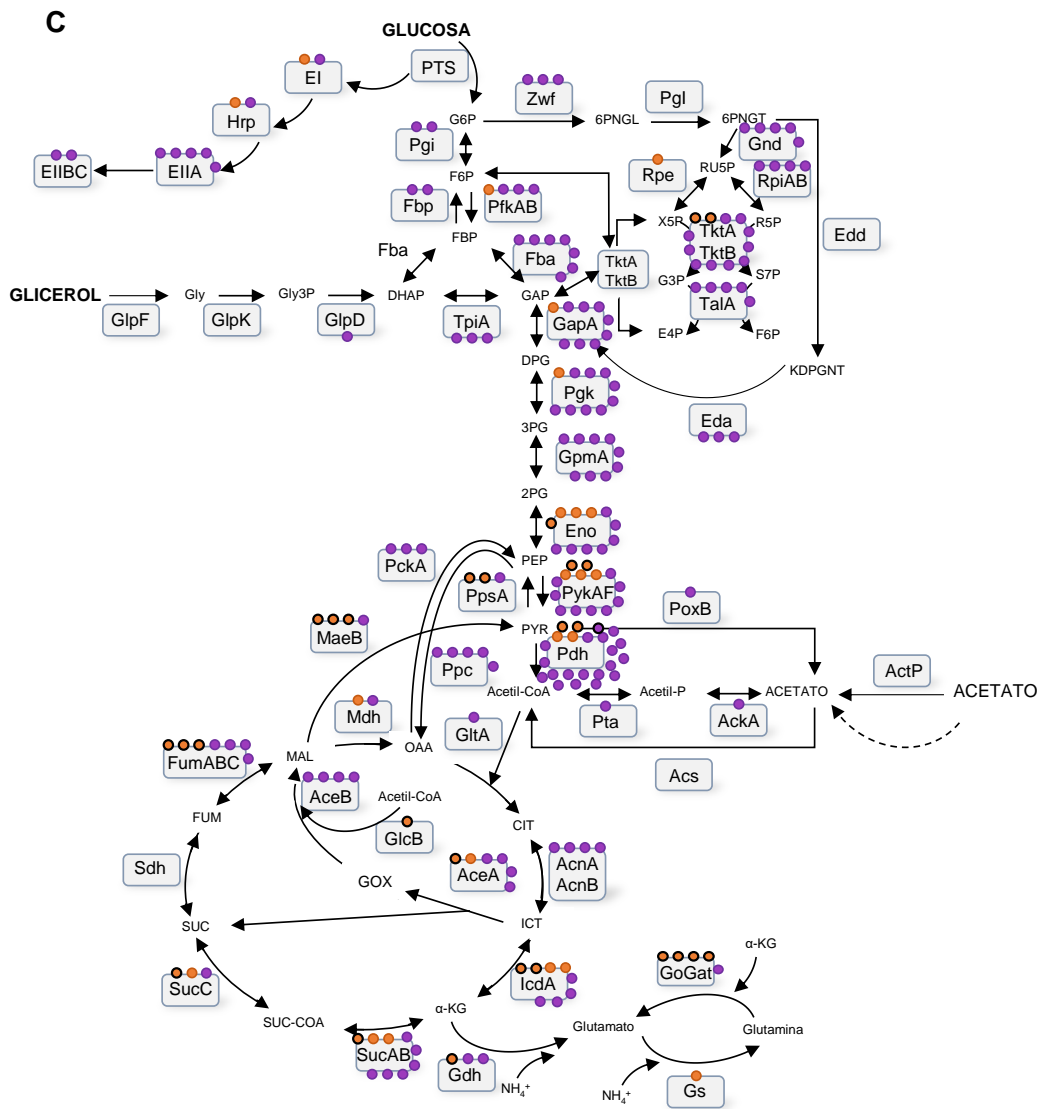 C
GLUCOSA
EI
PTS
Zwf
Pgl
Hrp
G6P
6PNGL
6PNGT
Pgi
Gnd
EIIBC
EIIA
F6P
Rpe
RU5P
RpiAB
Fbp
PfkAB
FBP
X5P
TktA
TktB
R5P
Edd
Fba
Fba
TktA
TktB
G3P
S7P
GLICEROL
Gly
Gly3P
DHAP
GAP
TalA
GlpF
GlpK
GlpD
TpiA
GapA
E4P
F6P
DPG
KDPGNT
Pgk
Eda
3PG
GpmA
2PG
Eno
PckA
PEP
PpsA
PykAF
PoxB
MaeB
PYR
Pdh
Ppc
ActP
Acetil-CoA
Acetil-P
ACETATO
ACETATO
Mdh
GltA
Pta
AckA
MAL
OAA
FumABC
Acs
AceB
Acetil-CoA
FUM
GlcB
CIT
Sdh
AceA
AcnA
AcnB
GOX
SUC
ICT
α-KG
GoGat
SucC
IcdA
SUC-COA
α-KG
Glutamato
Glutamina
SucAB
Gdh
NH₄⁺
NH₄⁺
Gs